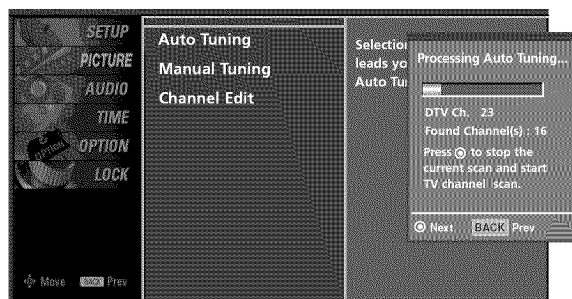 SETUP
PICTURE
AUDIO
TIME
OPTION
LOCK
Move BACK Prev
Auto Tuning
Manual Tuning
Channel Edit
Selection
leads yo
Auto Tu
Processing Auto Tuning...
DTV Ch. 23
Found Channel(s) : 16
Press to stop the
current scan and start
TV channel scan.
Next BACK Prev